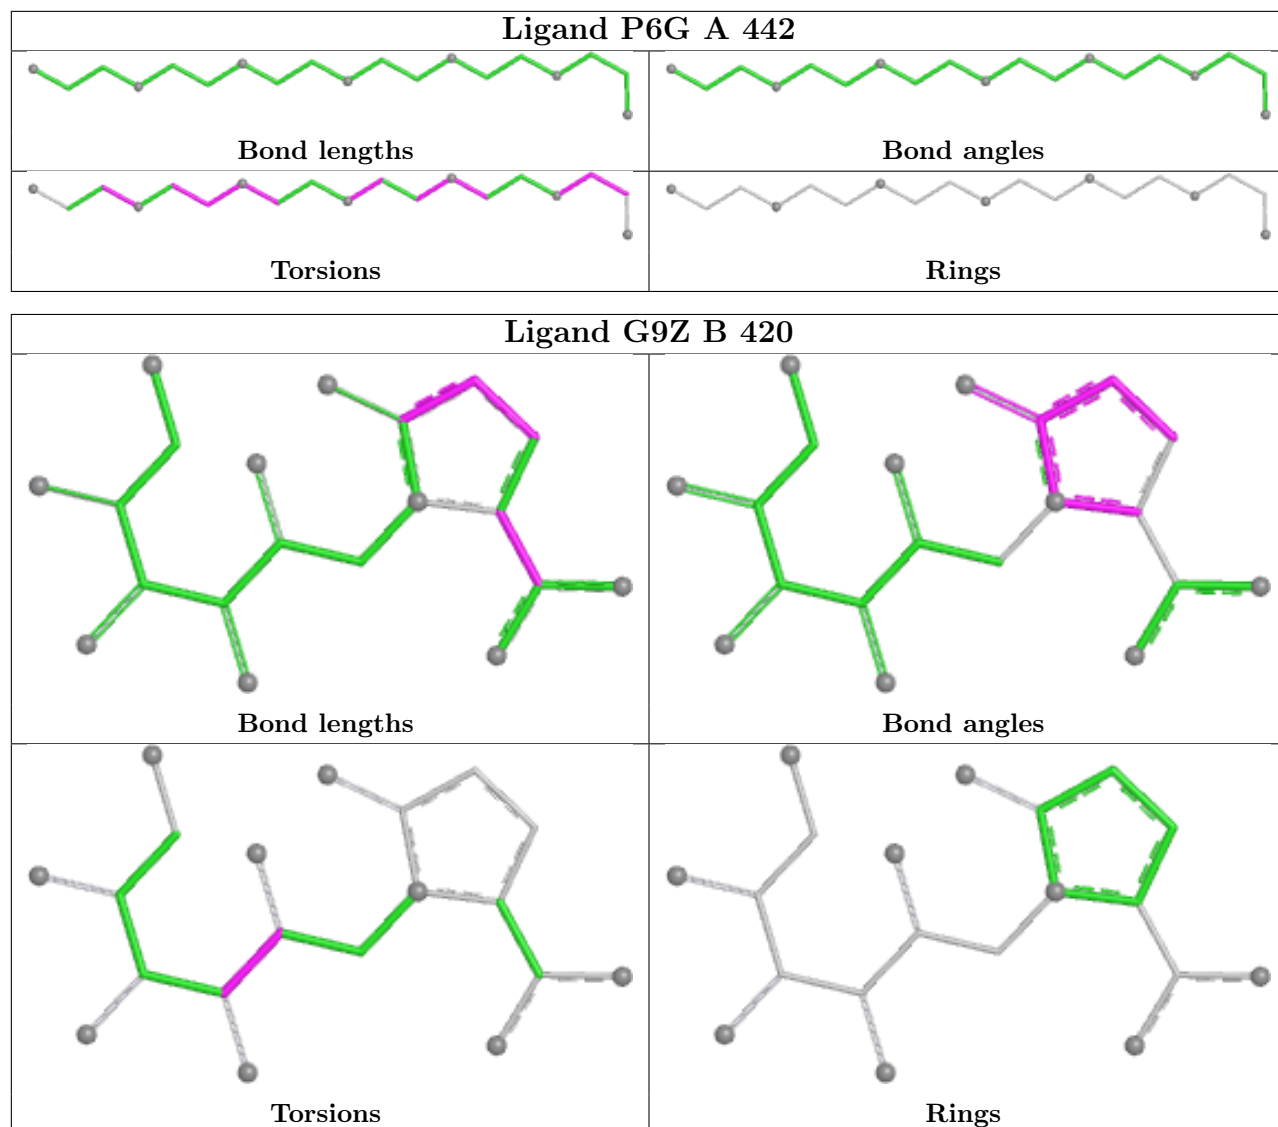 Ligand P6G A 442
Bond lengths
Bond angles
Torsions
Rings
Ligand G9Z B 420
Bond lengths
Bond angles
Torsions
Rings